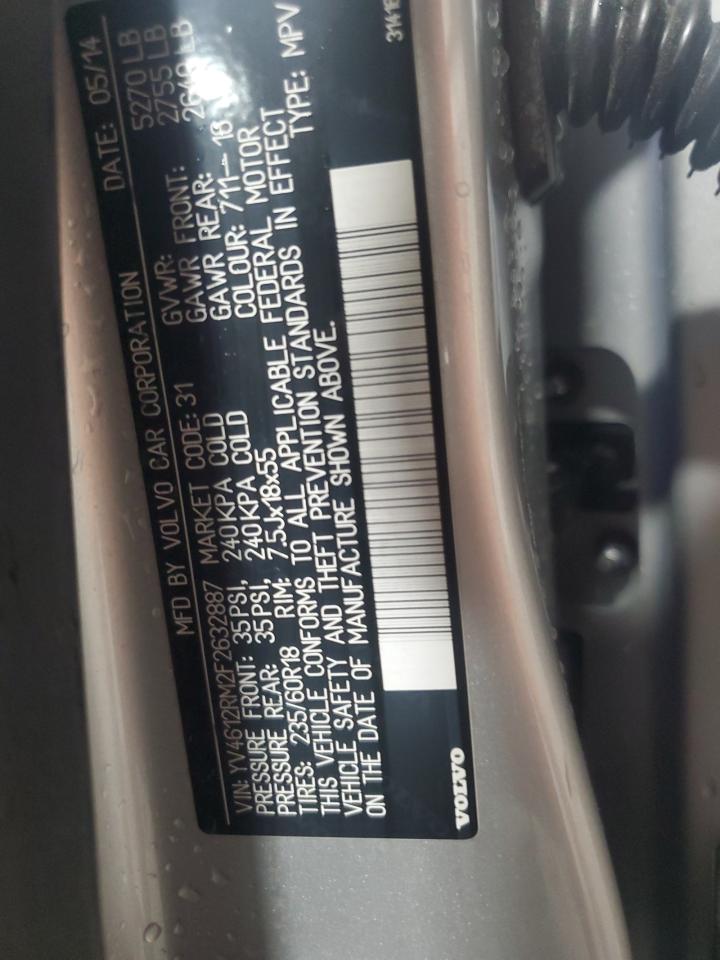 MFD BY VOLVO CAR CORPORATION DATE: 05/14
VIN: YV4612RM2F2632887 MARKET CODE: 31 GVWR: 5270 LB
PRESSURE FRONT: 35PSI, 240KPA COLD GAWR FRONT: 2755 LB
PRESSURE REAR: 35PSI, 240KPA COLD GAWR REAR: LB
TIRES: 235/60R18 RIM: 7.5Jx18x55 COLOUR: 711-
THIS VEHICLE CONFORMS TO ALL APPLICABLE FEDERAL MOTOR
VEHICLE SAFETY AND THEFT PREVENTION STANDARDS IN EFFECT
ON THE DATE OF MANUFACTURE SHOWN ABOVE. TYPE: MPV
VOLVO